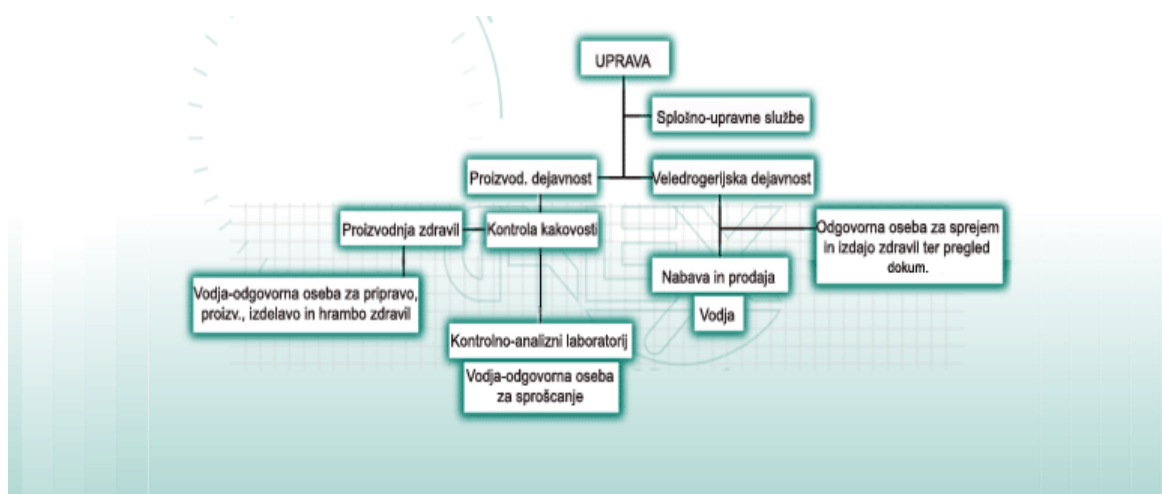 UPRAVA
Splošno-upravne službe
Proizvod. dejavnost
Veledrogerijska dejavnost
Proizvodnja zdravil
Kontrola kakovosti
Odgovorna oseba za sprejem
in izdajo zdravil ter pregled
dokum.
Vodja-odgovorna oseba za pripravo,
proizv., izdelavo in hrambo zdravil
Nabava in prodaja
Vodja
Kontrolno-analizni laboratorij
Vodja-odgovorna oseba
za sprošcanje